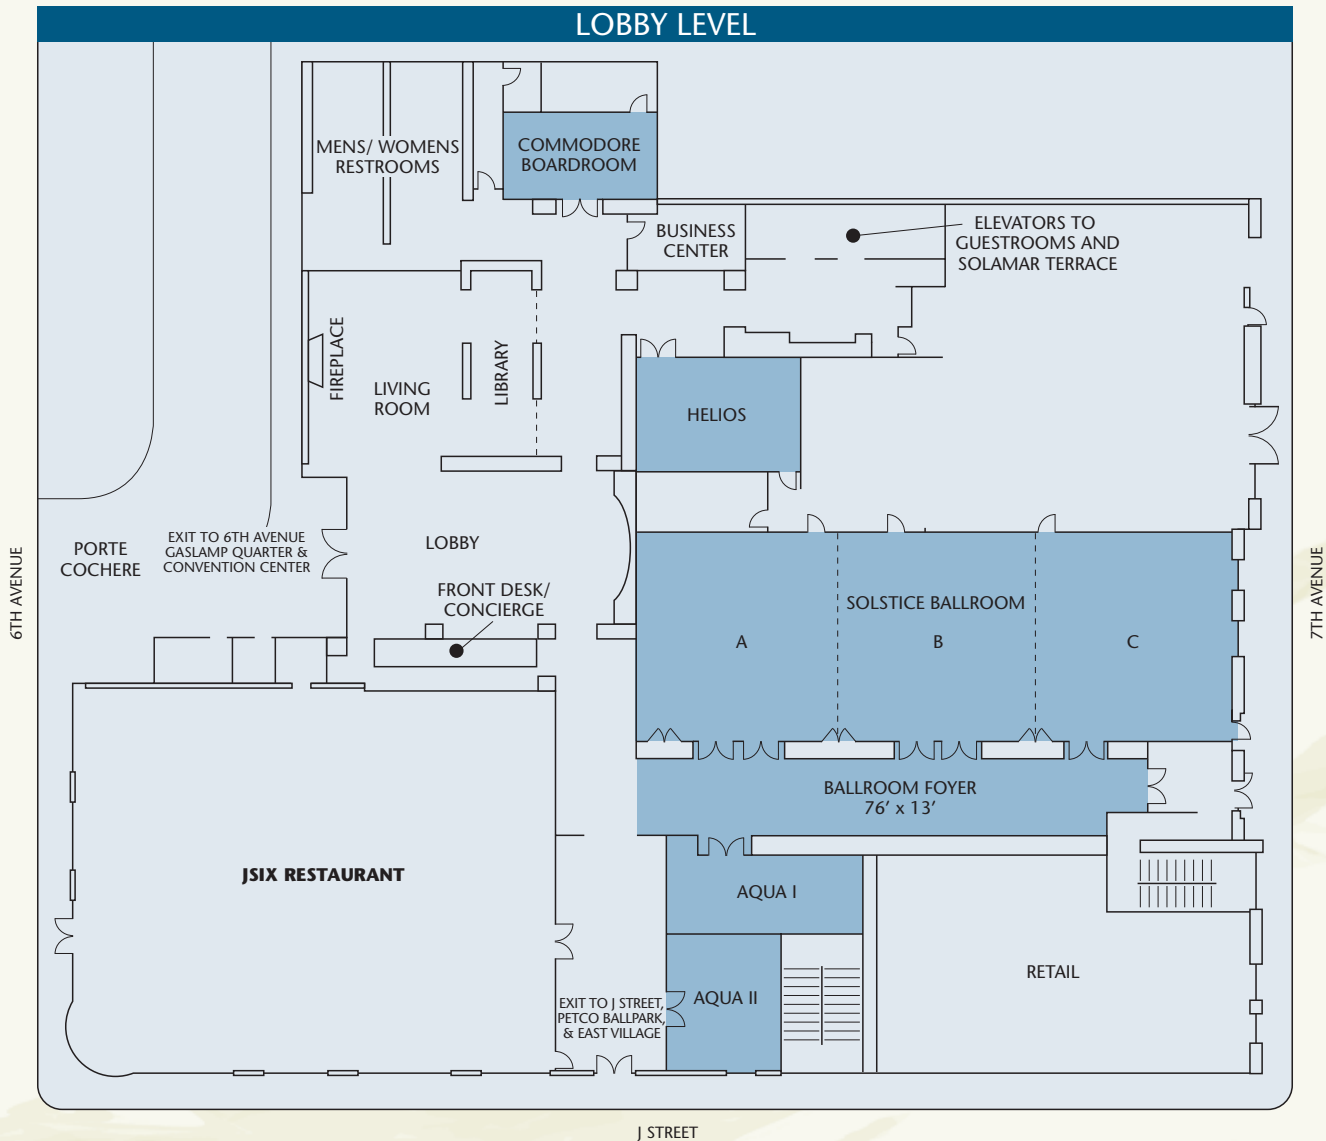 LOBBY LEVEL
MENS/ WOMENS
RESTROOMS
COMMODORE
BOARDROOM
BUSINESS
CENTER
ELEVATORS TO
GUESTROOMS AND
SOLAMAR TERRACE
FIREPLACE
LIVING
ROOM
LIBRARY
HELIOS
6TH AVENUE
PORTE
COCHERE
EXIT TO 6TH AVENUE
GASLAMP QUARTER &
CONVENTION CENTER
LOBBY
FRONT DESK/
CONCIERGE
SOLSTICE BALLROOM
A
B
C
7TH AVENUE
BALLROOM FOYER
76′ x 13′
JSIX RESTAURANT
AQUA I
AQUA II
RETAIL
EXIT TO J STREET,
PETCO BALLPARK,
& EAST VILLAGE
J STREET